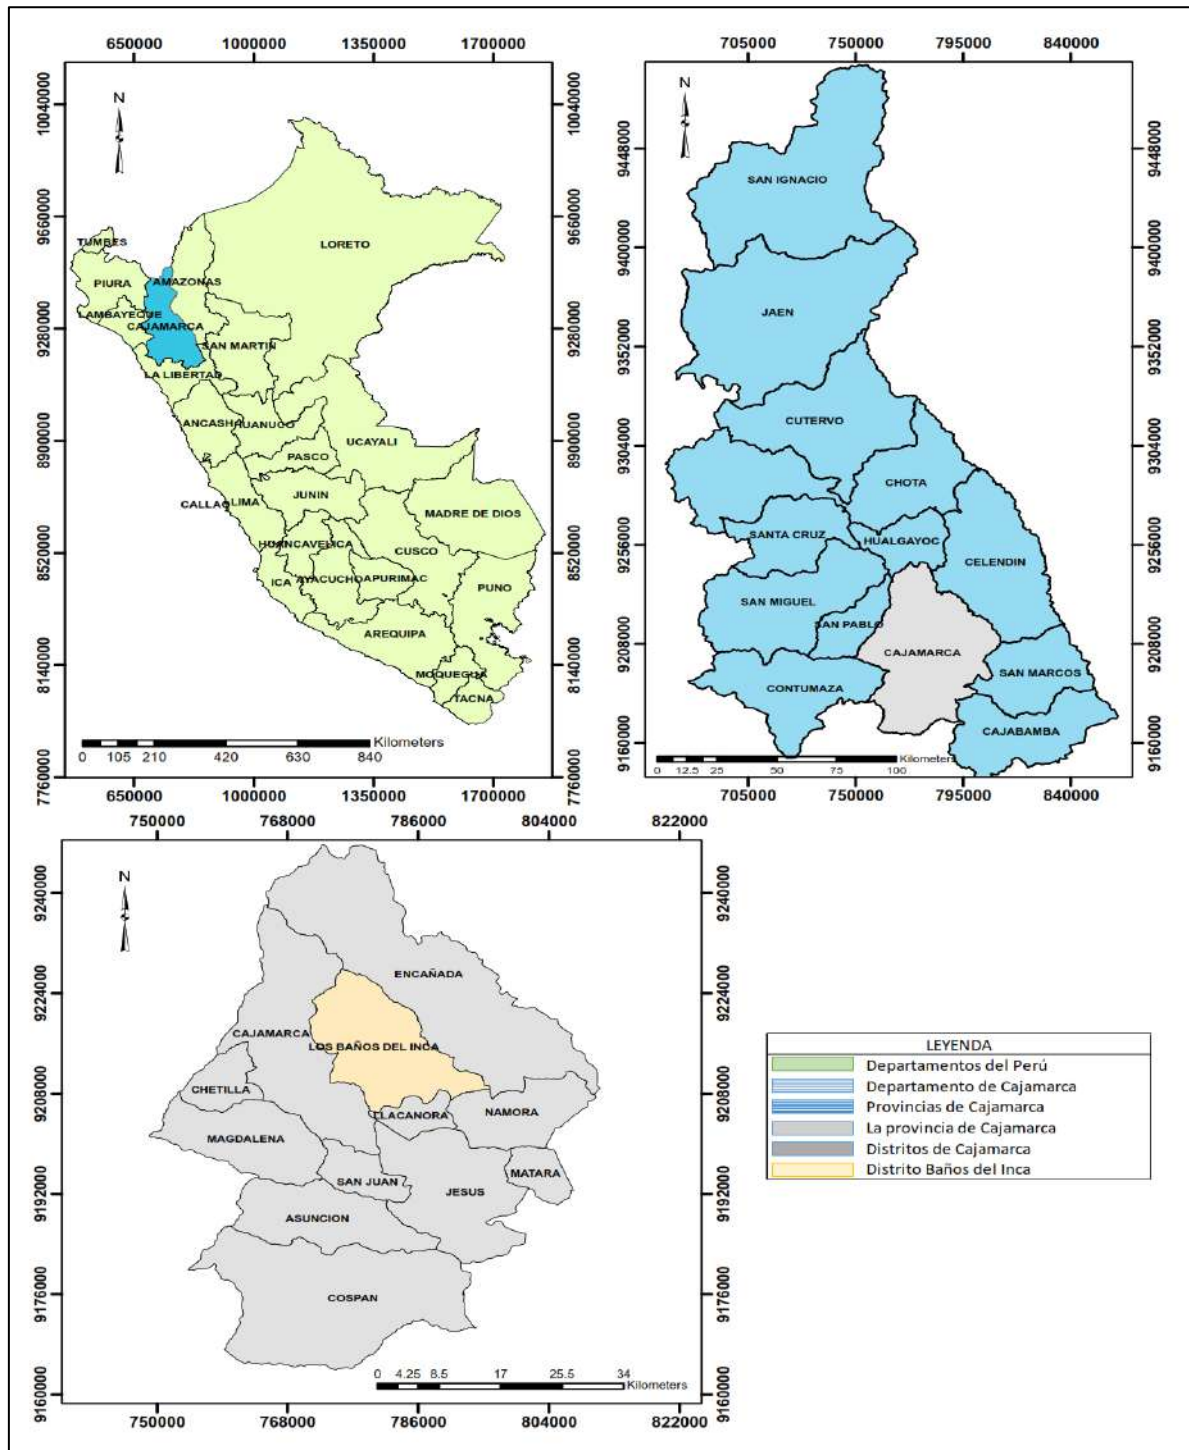 650000 1000000 1350000 1700000
N
10040000 9660000 9280000 8900000 8520000 8140000 7760000
10040000 9660000 9280000 8900000 8520000 8140000 7760000
LORETO
TUMBES
PIURA
AMAZONAS
LAMBAYEQUE
CAJAMARCA
SAN MARTIN
LA LIBERTAD
ANCASH
HUANUCO
UCAYALI
PASCO
JUNIN
CALLAO
LIMA
MADRE DE DIOS
HUANCAVELICA
CUSCO
ICA
AYACUCHO
APURIMAC
PUNO
AREQUIPA
MOQUEGUA
TACNA
Kilometers
0 105 210 420 630 840
650000 1000000 1350000 1700000
705000 750000 795000 840000
N
9448000 9400000 9352000 9304000 9256000 9208000 9160000
9448000 9400000 9352000 9304000 9256000 9208000 9160000
SAN IGNACIO
JAEN
CUTERVO
CHOTA
SANTA CRUZ
HUALGAYOC
CELENDIN
SAN MIGUEL
SAN PABLO
CAJAMARCA
SAN MARCOS
CONTUMAZA
CAJABAMBA
Kilometers
0 12.5 25 50 75 100
705000 750000 795000 840000
750000 768000 786000 804000 822000
N
9240000 9224000 9208000 9192000 9176000 9160000
9240000 9224000 9208000 9192000 9176000 9160000
ENCAÑADA
CAJAMARCA
LOS BAÑOS DEL INCA
CHETILLA
LLACANORA
NAMORA
MAGDALENA
MATARA
SAN JUAN
JESUS
ASUNCION
COSPAN
0 4.25 8.5 17 25.5 34
Kilometers
750000 768000 786000 804000 822000
LEYENDA
Departamentos del Perú
Departamento de Cajamarca
Provincias de Cajamarca
La provincia de Cajamarca
Distritos de Cajamarca
Distrito Baños del Inca